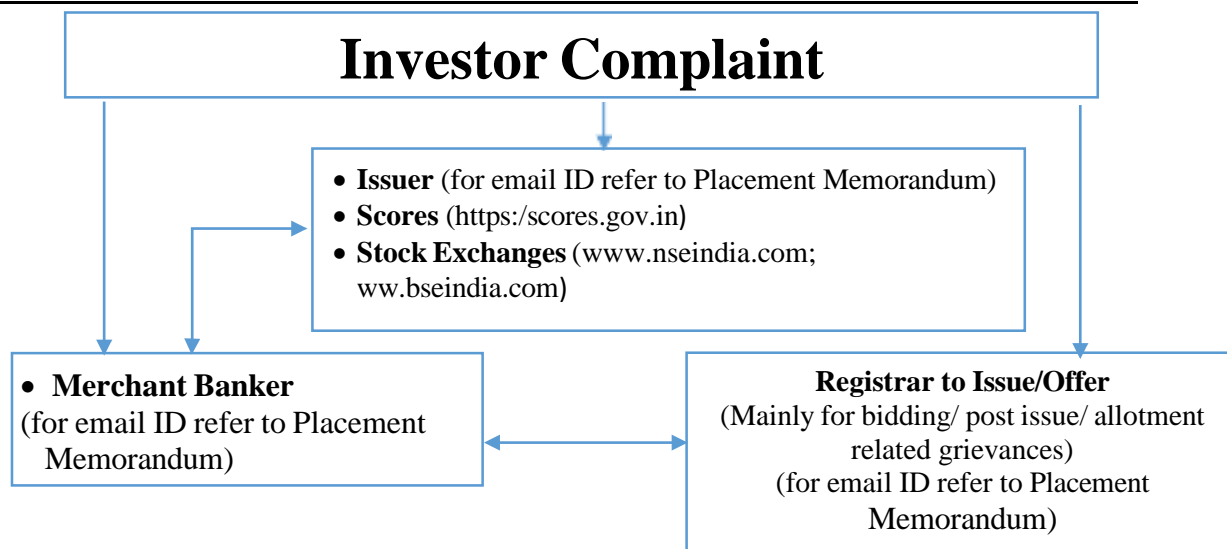 Investor Complaint
• Issuer (for email ID refer to Placement Memorandum)
• Scores (https:/scores.gov.in)
• Stock Exchanges (www.nseindia.com;
ww.bseindia.com)
• Merchant Banker
(for email ID refer to Placement
Memorandum)
Registrar to Issue/Offer
(Mainly for bidding/ post issue/ allotment
related grievances)
(for email ID refer to Placement
Memorandum)